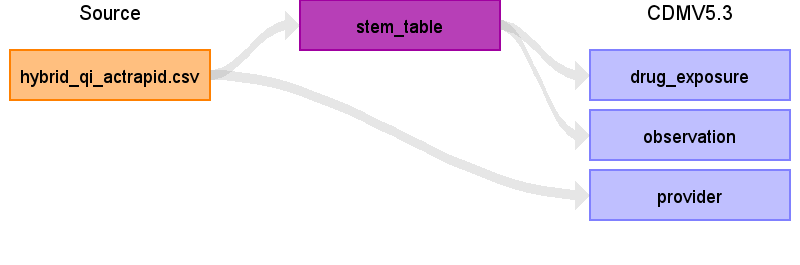 Source
stem_table
CDMV5.3
hybrid_qi_actrapid.csv
drug_exposure
observation
provider